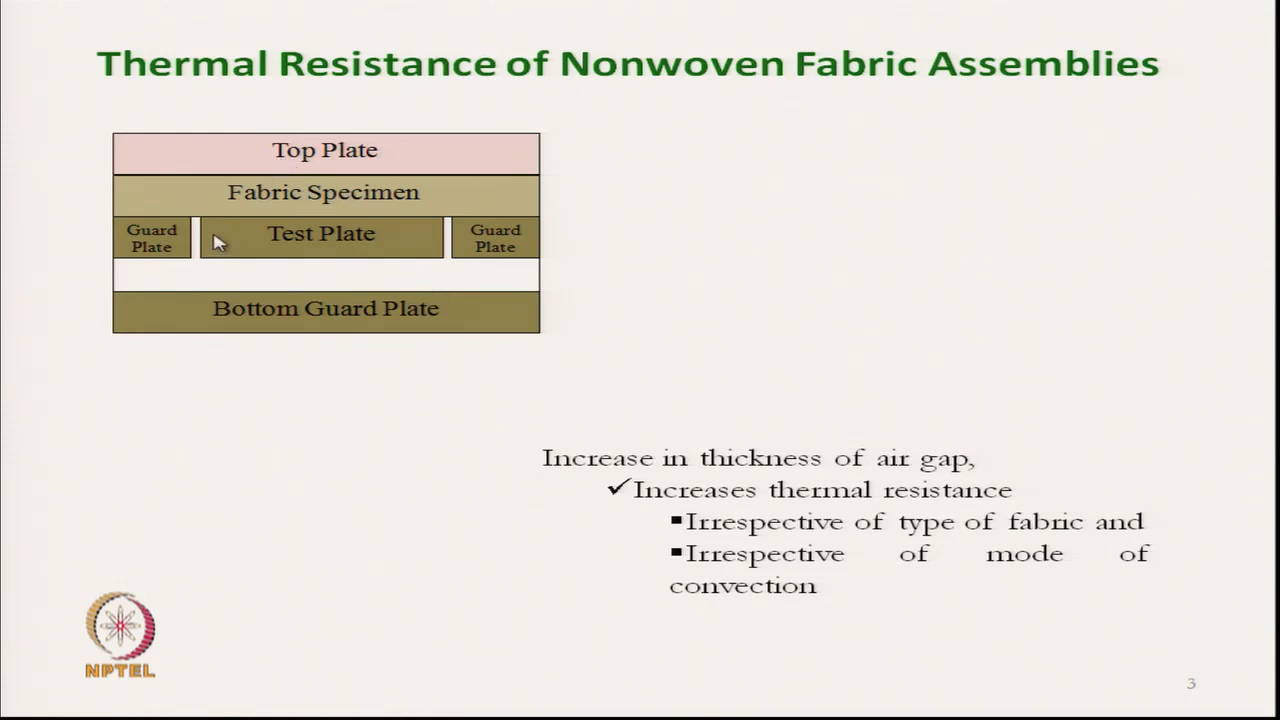 Thermal Resistance of Nonwoven Fabric Assemblies
Top Plate
Fabric Specimen
Guard
Plate
Test Plate
Guard
Plate
Bottom Guard Plate
Increase in thickness of air gap,
✓Increases thermal resistance
▪Irrespective of type of fabric and
▪Irrespective of mode of
convection
NPTEL
3